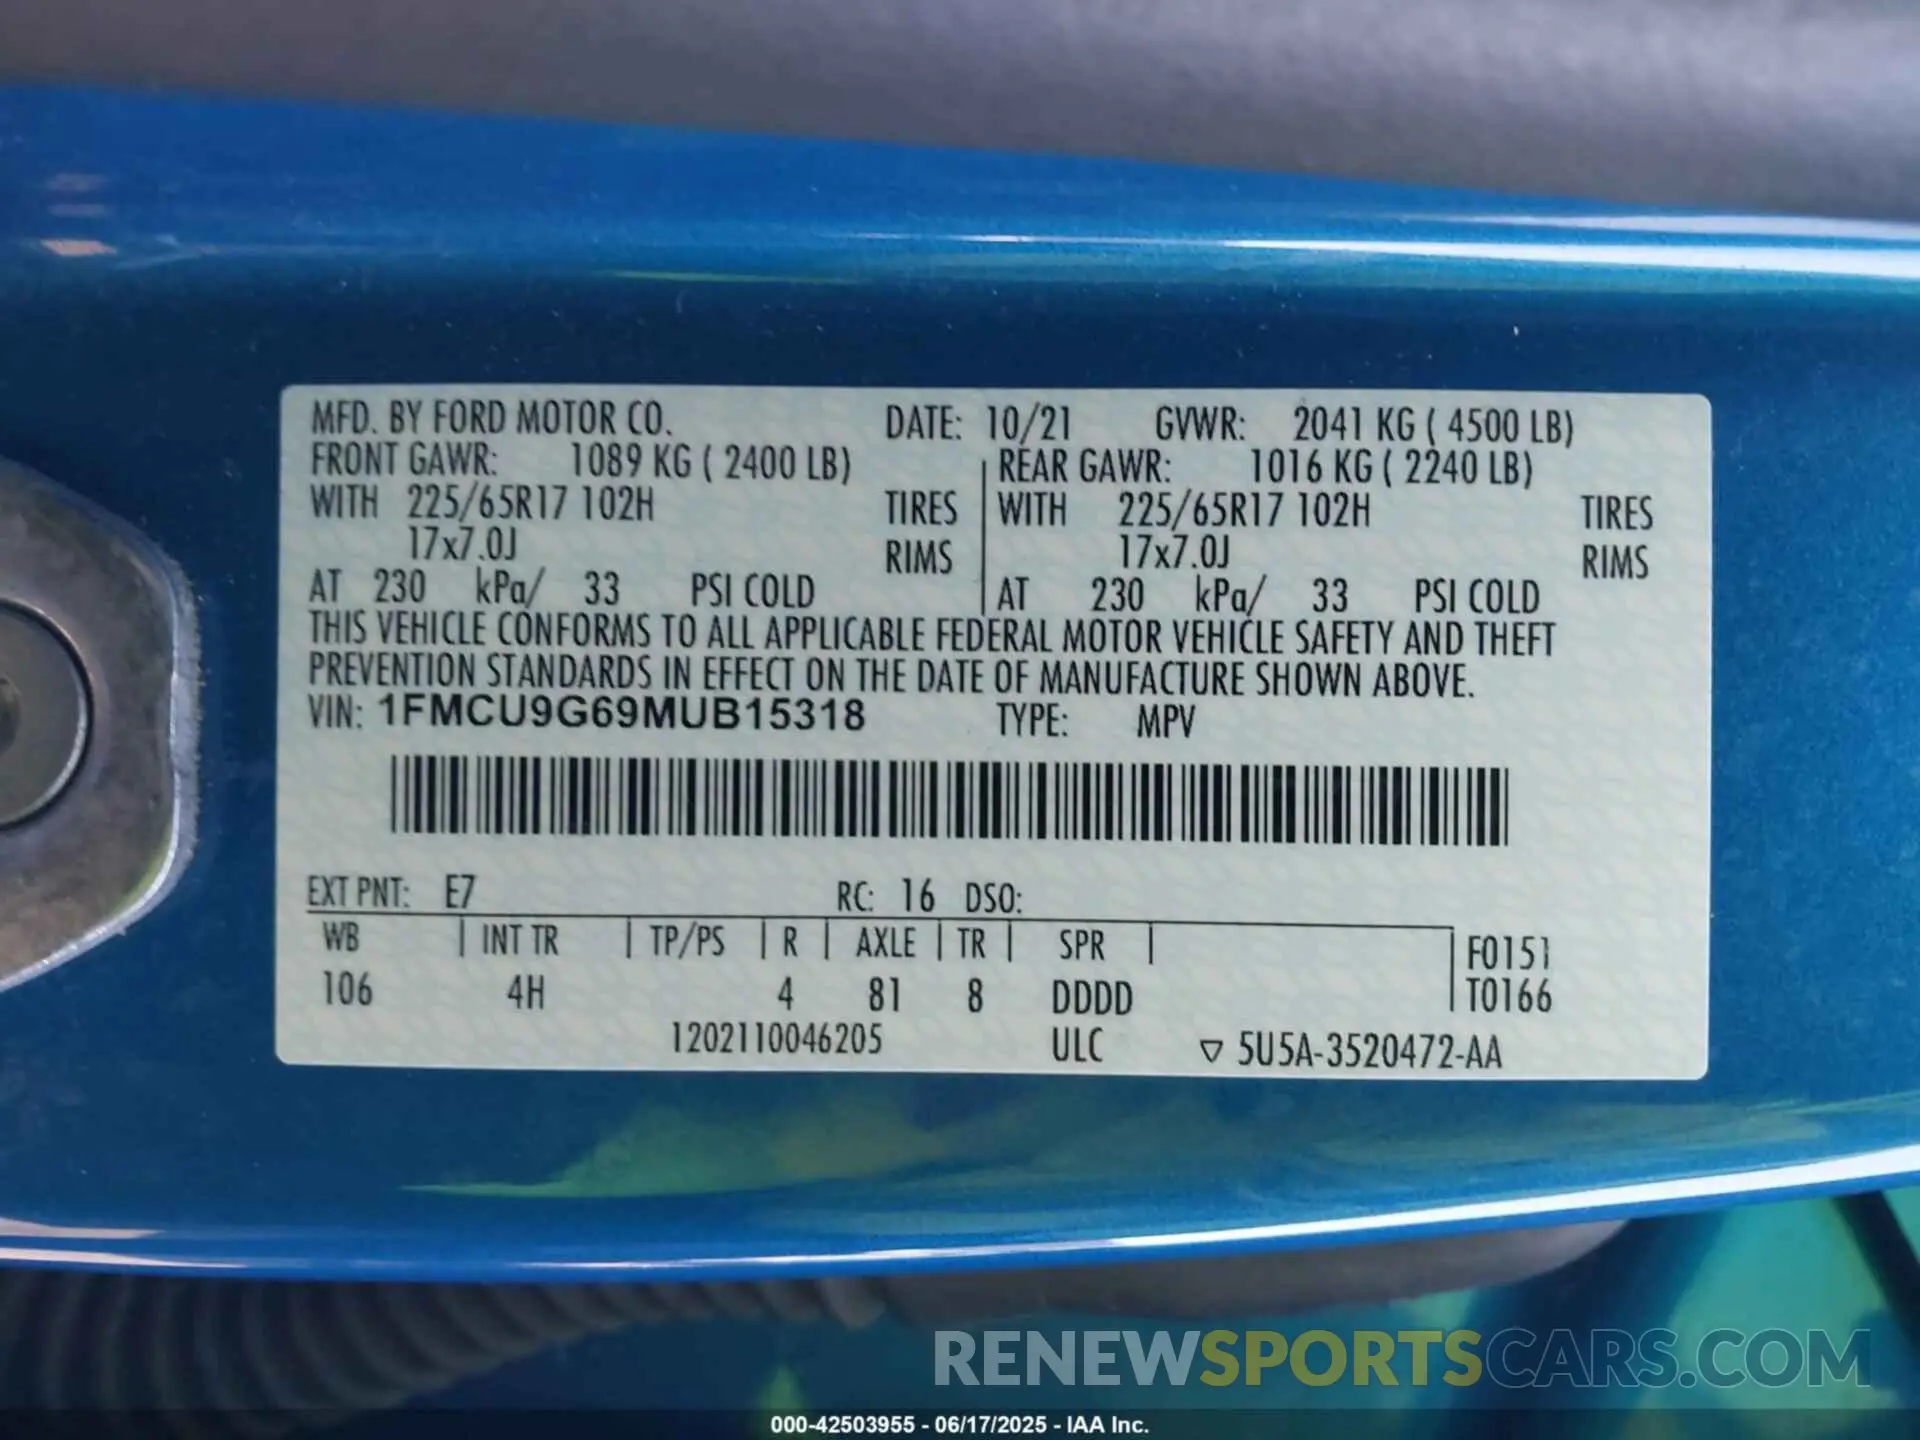 MFD. BY FORD MOTOR CO. DATE: 10/21 GVWR: 2041 KG ( 4500 LB)
FRONT GAWR: 1089 KG ( 2400 LB) REAR GAWR: 1016 KG ( 2240 LB)
WITH 225/65R17 102H TIRES WITH 225/65R17 102H TIRES
17x7.0J RIMS 17x7.0J RIMS
AT 230 kPa/ 33 PSI COLD AT 230 kPa/ 33 PSI COLD
THIS VEHICLE CONFORMS TO ALL APPLICABLE FEDERAL MOTOR VEHICLE SAFETY AND THEFT
PREVENTION STANDARDS IN EFFECT ON THE DATE OF MANUFACTURE SHOWN ABOVE.
VIN: 1FMCU9G69MUB15318 TYPE: MPV
EXT PNT: E7 RC: 16 DSO:
WB INT TR TP/PS R AXLE TR SPR F0151
106 4H 4 81 8 DDDD T0166
1202110046205 ULC ▽ 5U5A-3520472-AA
RENEWSPORTSCARS.COM
000-42503955 - 06/17/2025 - IAA Inc.